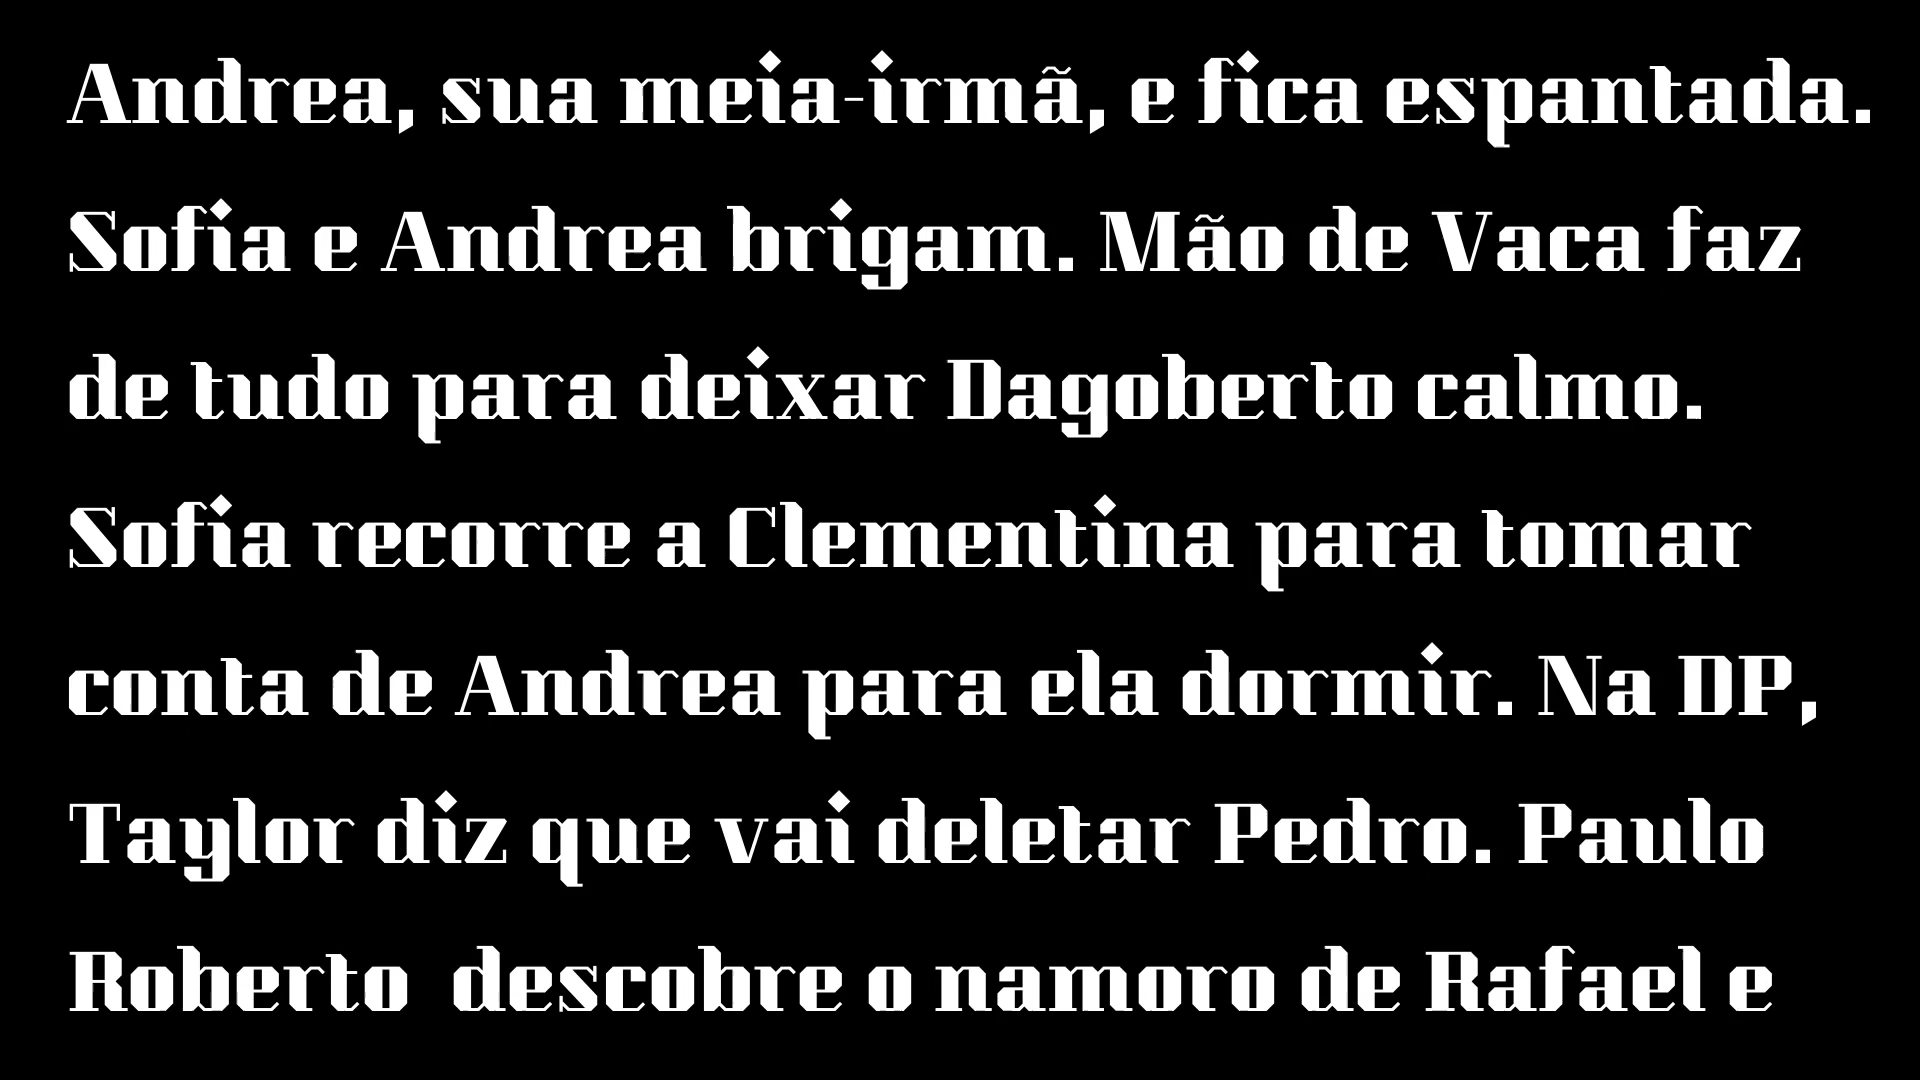 Andrea, sua meia-irmã, e fica espantada.
Sofia e Andrea brigam. Mão de Vaca faz
de tudo para deixar Dagoberto calmo.
Sofia recorre a Clementina para tomar
conta de Andrea para ela dormir. Na DP,
Taylor diz que vai deletar Pedro. Paulo
Roberto  descobre o namoro de Rafael e